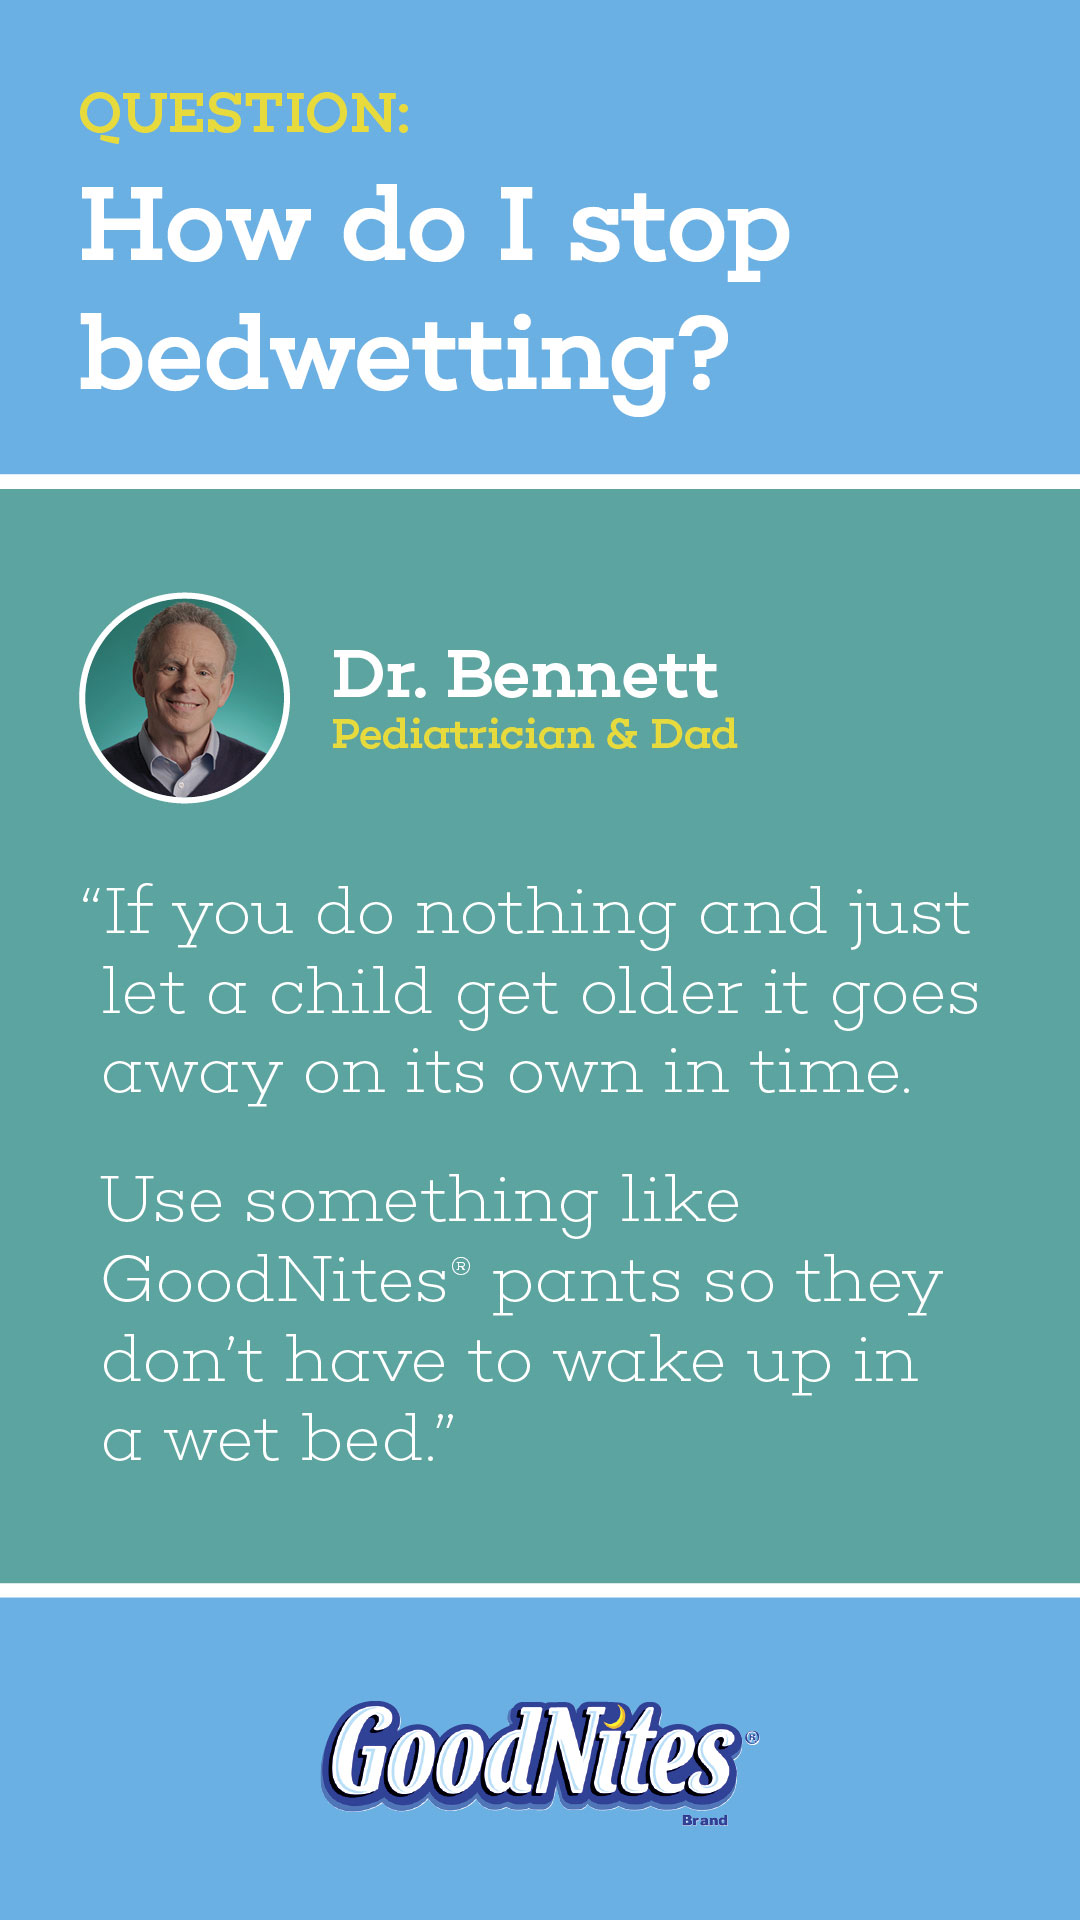 QUESTION:
How do I stop
bedwetting?
Dr. Bennett
Pediatrician & Dad
“If you do nothing and just
let a child get older it goes
away on its own in time.
Use something like
GoodNites® pants so they
don’t have to wake up in
a wet bed.”
GoodNites®
Brand